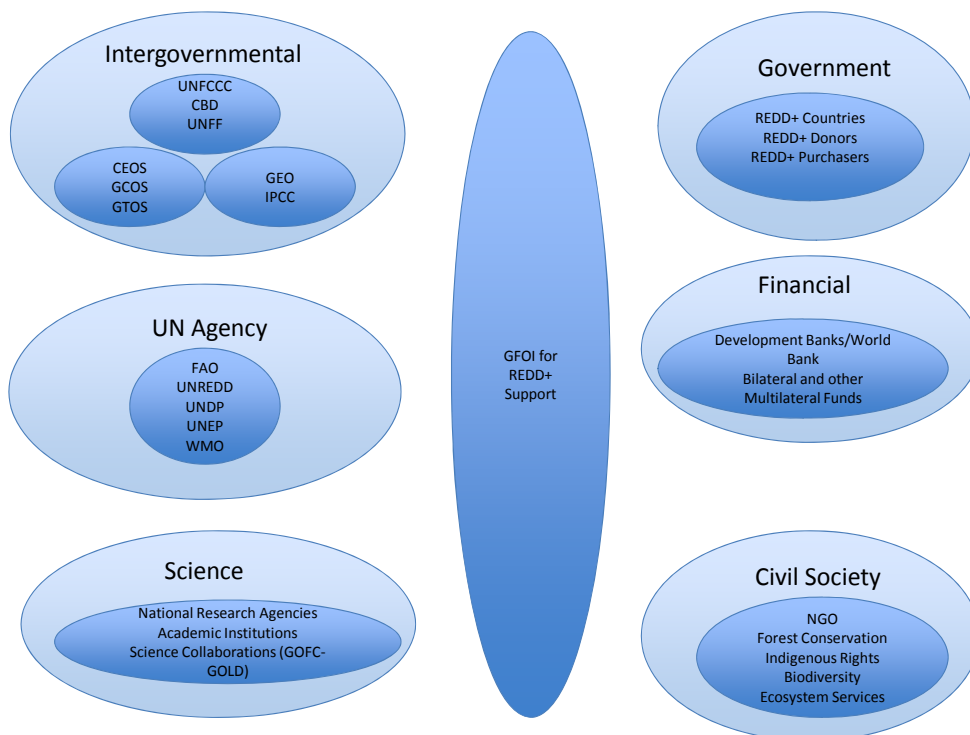 Intergovernmental
UNFCCC
CBD
UNFF
CEOS
GCOS
GTOS
GEO
IPCC
UN Agency
FAO
UNREDD
UNDP
UNEP
WMO
Science
National Research Agencies
Academic Institutions
Science Collaborations (GOFC-
GOLD)
GFOI for
REDD+
Support
Government
REDD+ Countries
REDD+ Donors
REDD+ Purchasers
Financial
Development Banks/World
Bank
Bilateral and other
Multilateral Funds
Civil Society
NGO
Forest Conservation
Indigenous Rights
Biodiversity
Ecosystem Services